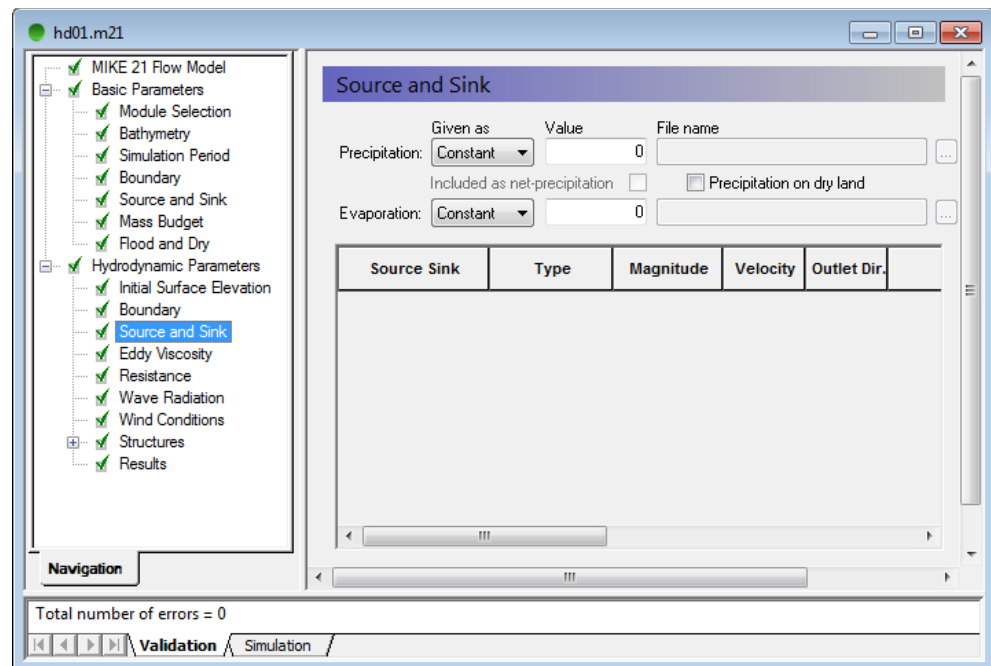 hd01.m21
MIKE 21 Flow Model
Basic Parameters
Module Selection
Bathymetry
Simulation Period
Boundary
Source and Sink
Mass Budget
Flood and Dry
Hydrodynamic Parameters
Initial Surface Elevation
Boundary
Source and Sink
Eddy Viscosity
Resistance
Wave Radiation
Wind Conditions
Structures
Results
Navigation
Source and Sink
Given as Value File name
Precipitation: Constant 0 ...
Included as net-precipitation Precipitation on dry land
Evaporation: Constant 0 ...
Source Sink Type Magnitude Velocity Outlet Dir.
Total number of errors = 0
Validation Simulation